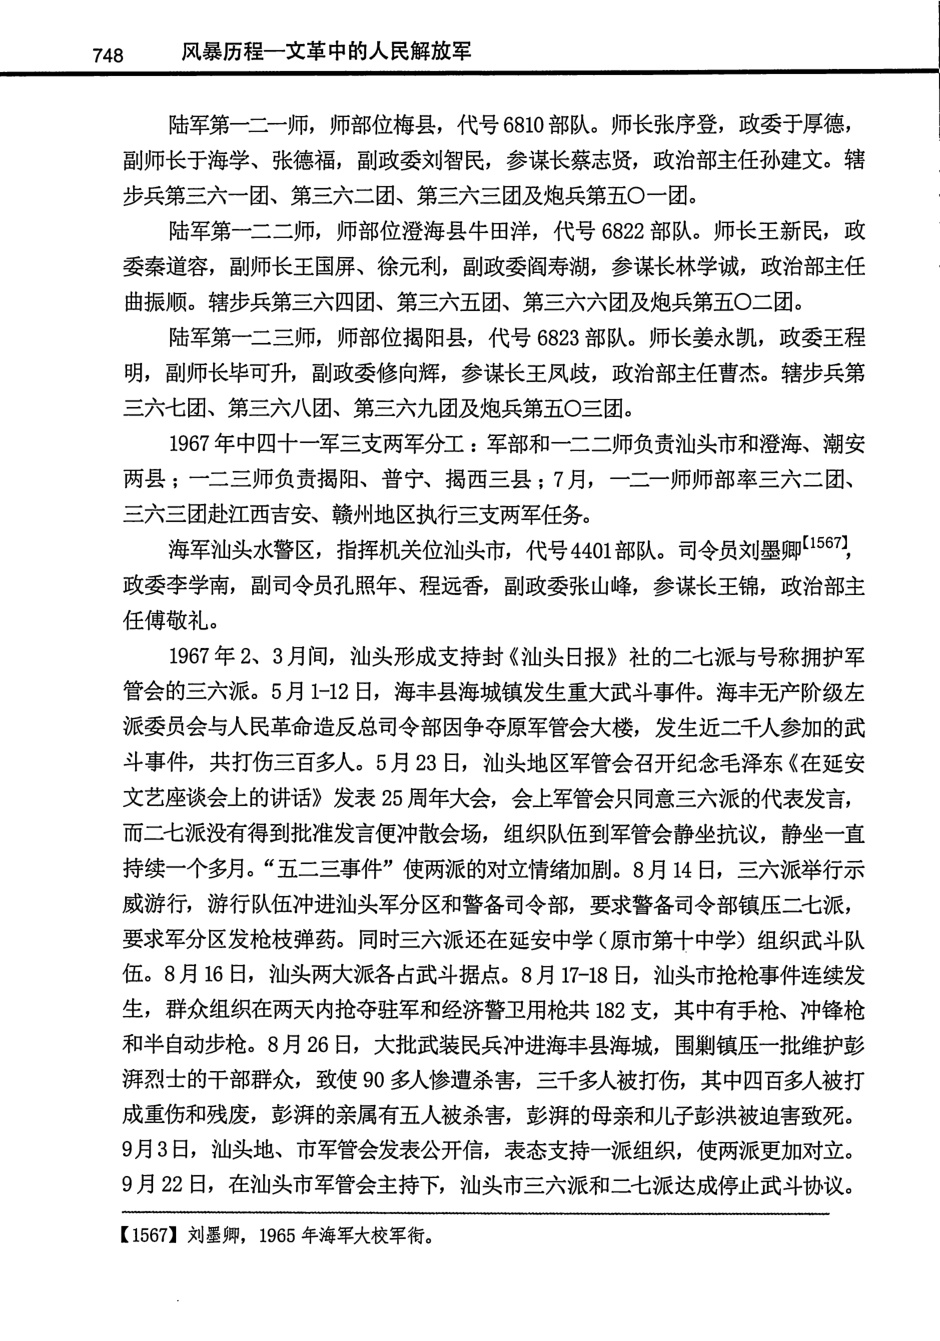 748 风暴历程—文革中的人民解放军
陆军第一二一师，师部位梅县，代号6810部队。师长张序登，政委于厚德，
副师长于海学、张德福，副政委刘智民，参谋长蔡志贤，政治部主任孙建文。辖
步兵第三六一团、第三六二团、第三六三团及炮兵第五〇一团。
陆军第一二二师，师部位澄海县牛田洋，代号 6822 部队。师长王新民，政
委秦道容，副师长王国屏、徐元利，副政委阎寿湖，参谋长林学诚，政治部主任
曲振顺。辖步兵第三六四团、第三六五团、第三六六团及炮兵第五〇二团。
陆军第一二三师，师部位揭阳县，代号 6823 部队。师长姜永凯，政委王程
明，副师长毕可升，副政委修向辉，参谋长王凤歧，政治部主任曹杰。辖步兵第
三六七团、第三六八团、第三六九团及炮兵第五〇三团。
1967 年中四十一军三支两军分工：军部和一二二师负责汕头市和澄海、潮安
两县；一二三师负责揭阳、普宁、揭西三县；7 月，一二一师师部率三六二团、
三六三团赴江西吉安、赣州地区执行三支两军任务。
海军汕头水警区，指挥机关位汕头市，代号4401部队。司令员刘墨卿【1567】，
政委李学南，副司令员孔照年、程远香，副政委张山峰，参谋长王锦，政治部主
任傅敬礼。
1967 年 2、3 月间，汕头形成支持封《汕头日报》社的二七派与号称拥护军
管会的三六派。5 月 1-12 日，海丰县海城镇发生重大武斗事件。海丰无产阶级左
派委员会与人民革命造反总司令部因争夺原军管会大楼，发生近二千人参加的武
斗事件，共打伤三百多人。5 月 23 日，汕头地区军管会召开纪念毛泽东《在延安
文艺座谈会上的讲话》发表 25 周年大会，会上军管会只同意三六派的代表发言，
而二七派没有得到批准发言便冲散会场，组织队伍到军管会静坐抗议，静坐一直
持续一个多月。“五二三事件”使两派的对立情绪加剧。8 月 14 日，三六派举行示
威游行，游行队伍冲进汕头军分区和警备司令部，要求警备司令部镇压二七派，
要求军分区发枪枝弹药。同时三六派还在延安中学（原市第十中学）组织武斗队
伍。8 月 16 日，汕头两大派各占武斗据点。8 月 17-18 日，汕头市抢枪事件连续发
生，群众组织在两天内抢夺驻军和经济警卫用枪共 182 支，其中有手枪、冲锋枪
和半自动步枪。8 月 26 日，大批武装民兵冲进海丰县海城，围剿镇压一批维护彭
湃烈士的干部群众，致使 90 多人惨遭杀害，三千多人被打伤，其中四百多人被打
成重伤和残废，彭湃的亲属有五人被杀害，彭湃的母亲和儿子彭洪被迫害致死。
9月3日，汕头地、市军管会发表公开信，表态支持一派组织，使两派更加对立。
9 月 22 日，在汕头市军管会主持下，汕头市三六派和二七派达成停止武斗协议。
【1567】刘墨卿，1965 年海军大校军衔。